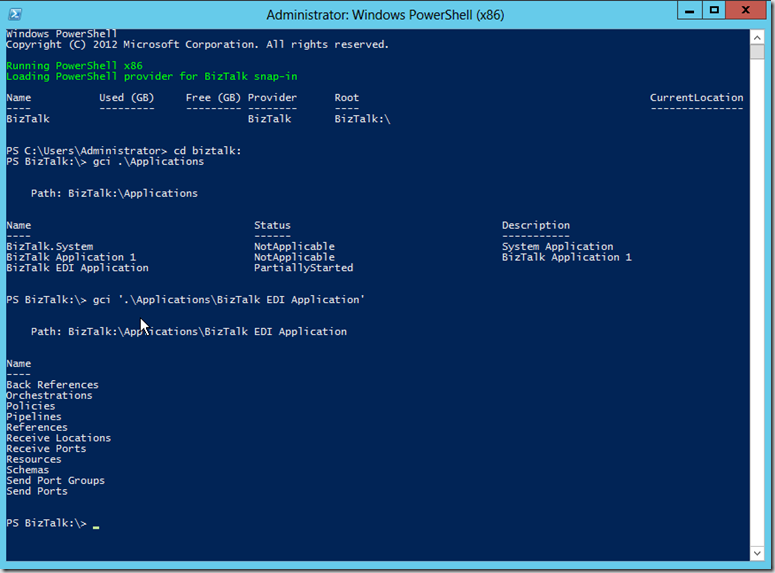 Administrator: Windows PowerShell (x86)
Windows PowerShell
Copyright (C) 2012 Microsoft Corporation. All rights reserved.
Running PowerShell x86
Loading PowerShell provider for BizTalk snap-in
Name Used (GB) Free (GB) Provider Root CurrentLocation
---- --------- --------- -------- ---- ---------------
BizTalk BizTalk BizTalk:\
PS C:\Users\Administrator> cd biztalk:
PS BizTalk:\> gci .\Applications
Path: BizTalk:\Applications
Name Status Description
---- ------ -----------
BizTalk.System NotApplicable System Application
BizTalk Application 1 NotApplicable BizTalk Application 1
BizTalk EDI Application PartiallyStarted
PS BizTalk:\> gci '.\Applications\BizTalk EDI Application'
Path: BizTalk:\Applications\BizTalk EDI Application
Name
----
Back References
Orchestrations
Policies
Pipelines
References
Receive Locations
Receive Ports
Resources
Schemas
Send Port Groups
Send Ports
PS BizTalk:\> _